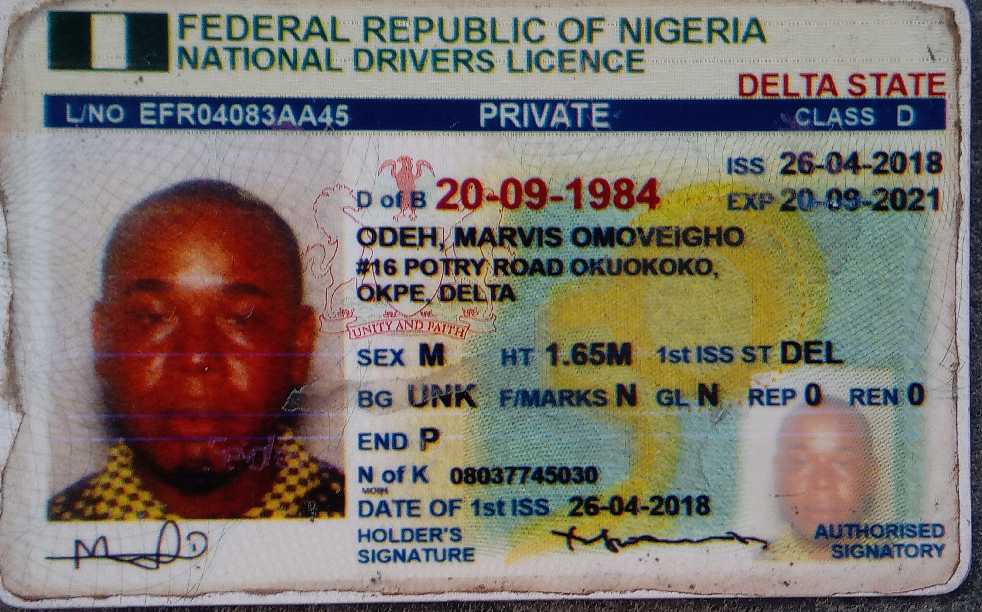 FEDERAL REPUBLIC OF NIGERIA
NATIONAL DRIVERS LICENCE
DELTA STATE
L/NO EFR04083AA45 PRIVATE CLASS D
ISS 26-04-2018
D of B 20-09-1984 EXP 20-09-2021
ODEH, MARVIS OMOVEIGHO
#16 POTRY ROAD OKUOKOKO,
OKPE, DELTA
UNITY AND FAITH
SEX M HT 1.65M 1st ISS ST DEL
BG UNK F/MARKS N GL N REP 0 REN 0
END P
N of K 08037745030
DATE OF 1st ISS 26-04-2018
HOLDER'S
SIGNATURE
AUTHORISED
SIGNATORY